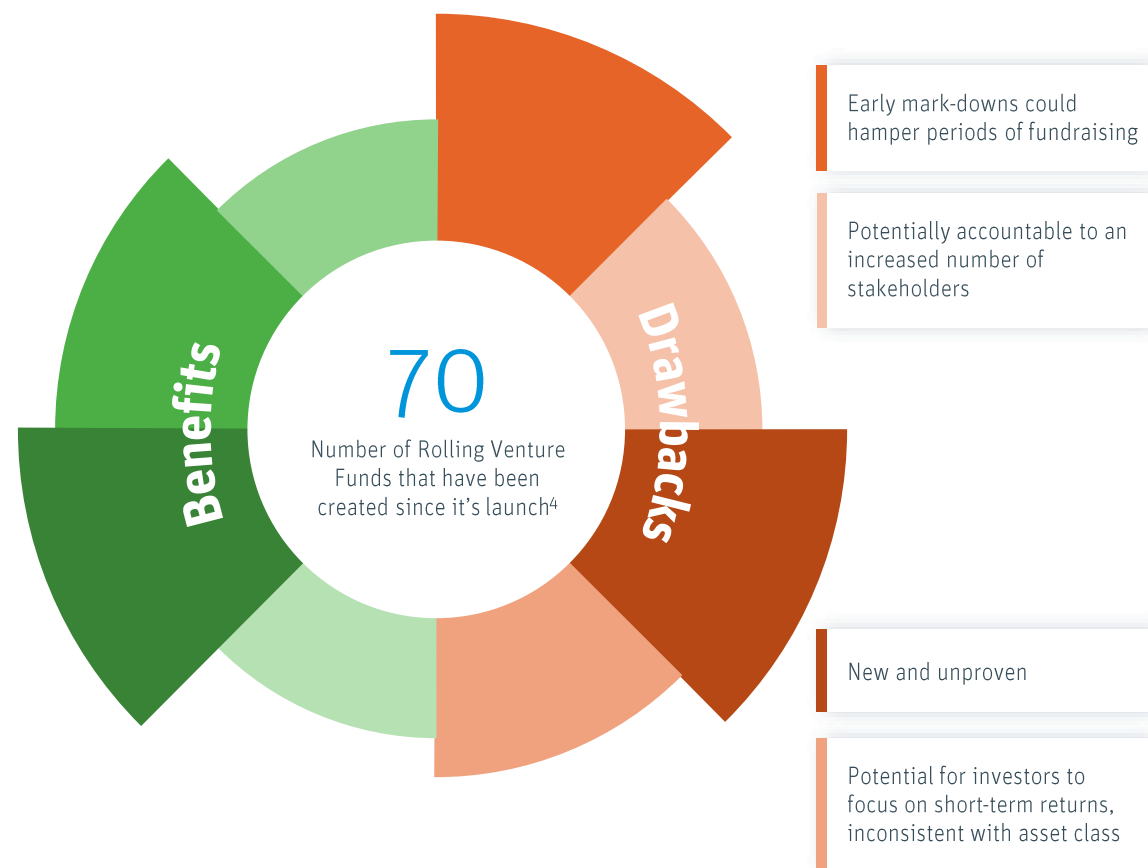 Benefits
70
Number of Rolling Venture
Funds that have been
created since it’s launch⁴
Drawbacks
Early mark-downs could
hamper periods of fundraising
Potentially accountable to an
increased number of
stakeholders
New and unproven
Potential for investors to
focus on short-term returns,
inconsistent with asset class